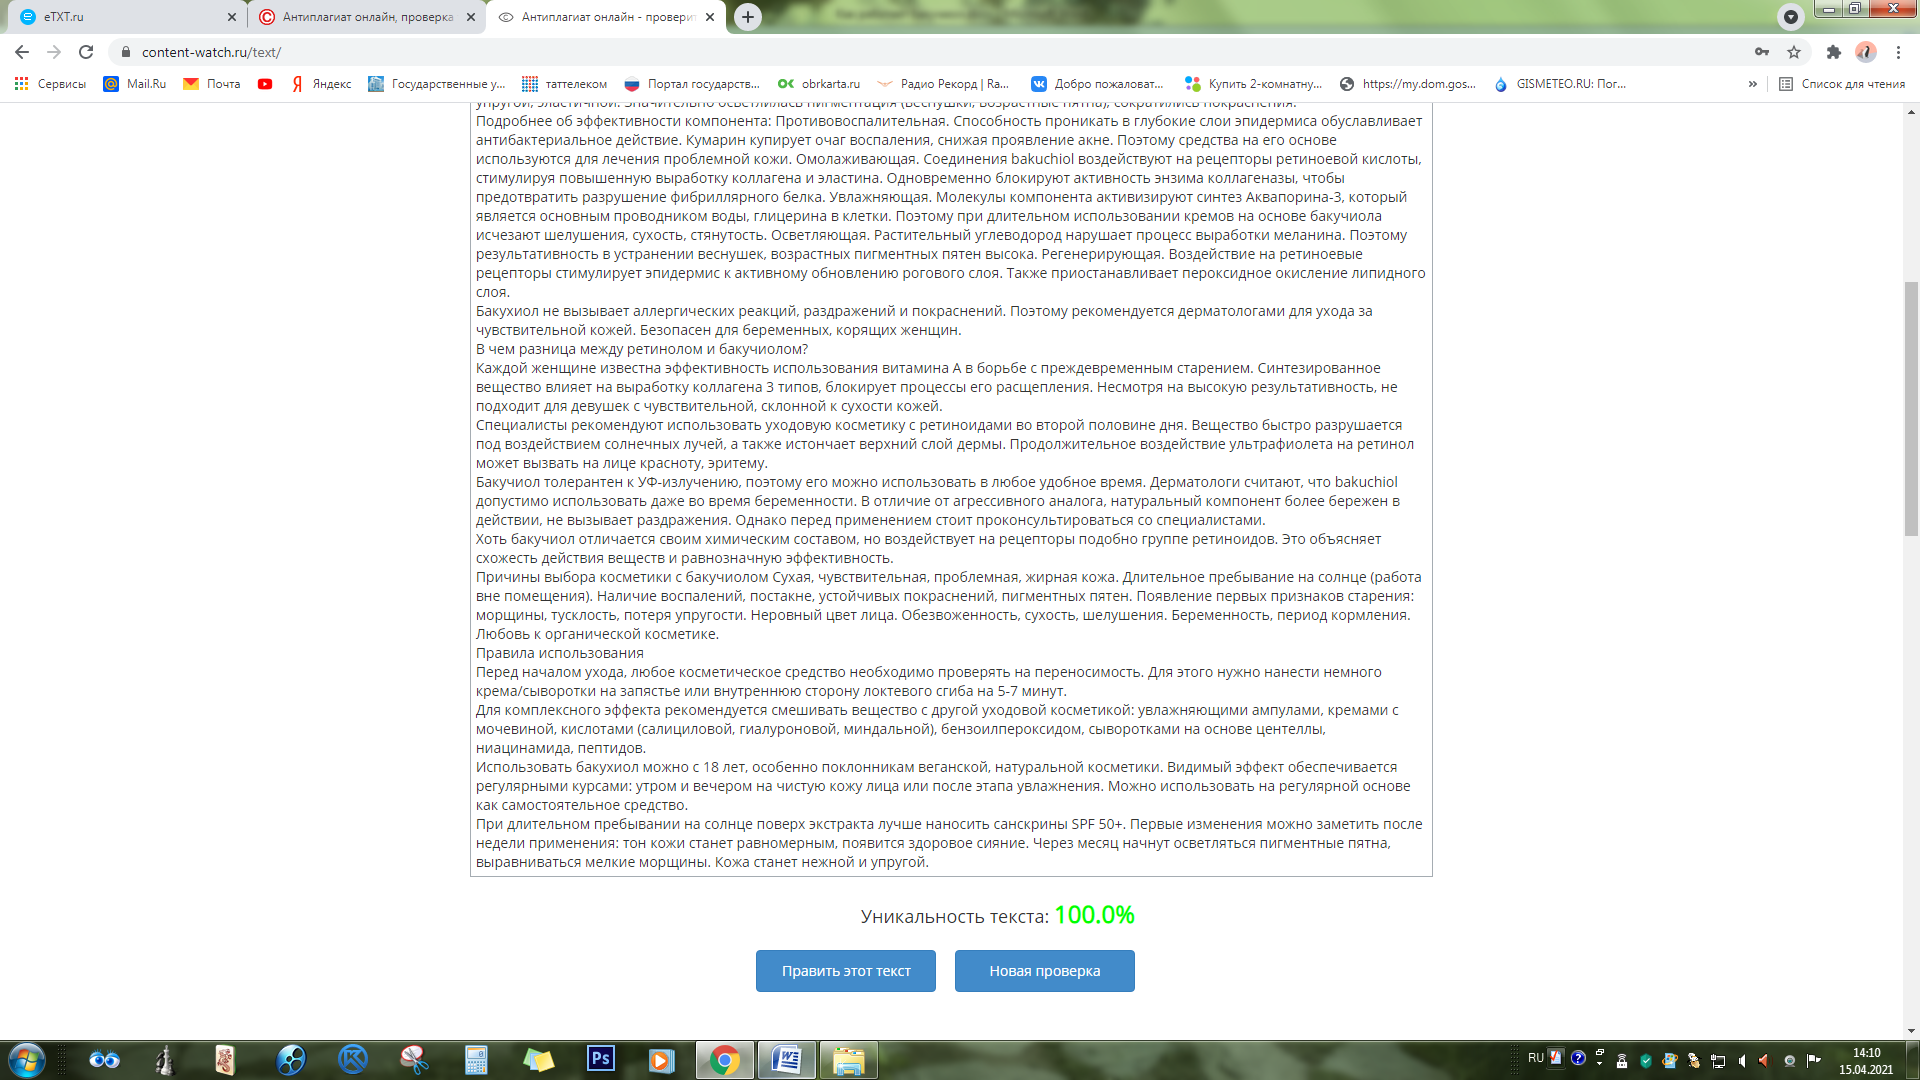 eTXT.ru
Антиплагиат онлайн, проверка
Антиплагиат онлайн - проверит
content-watch.ru/text/
Сервисы
Mail.Ru
Почта
Яндекс
Государственные у...
таттелеком
Портал государств...
obrkarta.ru
Радио Рекорд | Ra...
Добро пожаловат...
Купить 2-комнатну...
https://my.dom.gos...
GISMETEO.RU: Пог...
»
Список для чтения
упругой, эластичной. Значительно осветлилась пигментация (веснушки, возрастные пятна), сократились покраснения.
Подробнее об эффективности компонента: Противовоспалительная. Способность проникать в глубокие слои эпидермиса обуславливает
антибактериальное действие. Кумарин купирует очаг воспаления, снижая проявление акне. Поэтому средства на его основе
используются для лечения проблемной кожи. Омолаживающая. Соединения bakuchiol воздействуют на рецепторы ретиноевой кислоты,
стимулируя повышенную выработку коллагена и эластина. Одновременно блокируют активность энзима коллагеназы, чтобы
предотвратить разрушение фибриллярного белка. Увлажняющая. Молекулы компонента активизируют синтез Аквапорина-3, который
является основным проводником воды, глицерина в клетки. Поэтому при длительном использовании кремов на основе бакучиола
исчезают шелушения, сухость, стянутость. Осветляющая. Растительный углеводород нарушает процесс выработки меланина. Поэтому
результативность в устранении веснушек, возрастных пигментных пятен высока. Регенерирующая. Воздействие на ретиноевые
рецепторы стимулирует эпидермис к активному обновлению рогового слоя. Также приостанавливает пероксидное окисление липидного
слоя.
Бакухиол не вызывает аллергических реакций, раздражений и покраснений. Поэтому рекомендуется дерматологами для ухода за
чувствительной кожей. Безопасен для беременных, корящих женщин.
В чем разница между ретинолом и бакучиолом?
Каждой женщине известна эффективность использования витамина А в борьбе с преждевременным старением. Синтезированное
вещество влияет на выработку коллагена 3 типов, блокирует процессы его расщепления. Несмотря на высокую результативность, не
подходит для девушек с чувствительной, склонной к сухости кожей.
Специалисты рекомендуют использовать уходовую косметику с ретиноидами во второй половине дня. Вещество быстро разрушается
под воздействием солнечных лучей, а также истончает верхний слой дермы. Продолжительное воздействие ультрафиолета на ретинол
может вызвать на лице красноту, эритему.
Бакучиол толерантен к УФ-излучению, поэтому его можно использовать в любое удобное время. Дерматологи считают, что bakuchiol
допустимо использовать даже во время беременности. В отличие от агрессивного аналога, натуральный компонент более бережен в
действии, не вызывает раздражения. Однако перед применением стоит проконсультироваться со специалистами.
Хоть бакучиол отличается своим химическим составом, но воздействует на рецепторы подобно группе ретиноидов. Это объясняет
схожесть действия веществ и равнозначную эффективность.
Причины выбора косметики с бакучиолом Сухая, чувствительная, проблемная, жирная кожа. Длительное пребывание на солнце (работа
вне помещения). Наличие воспалений, постакне, устойчивых покраснений, пигментных пятен. Появление первых признаков старения:
морщины, тусклость, потеря упругости. Неровный цвет лица. Обезвоженность, сухость, шелушения. Беременность, период кормления.
Любовь к органической косметике.
Правила использования
Перед началом ухода, любое косметическое средство необходимо проверять на переносимость. Для этого нужно нанести немного
крема/сыворотки на запястье или внутреннюю сторону локтевого сгиба на 5-7 минут.
Для комплексного эффекта рекомендуется смешивать вещество с другой уходовой косметикой: увлажняющими ампулами, кремами с
мочевиной, кислотами (салициловой, гиалуроновой, миндальной), бензоилпероксидом, сыворотками на основе центеллы,
ниацинамида, пептидов.
Использовать бакухиол можно с 18 лет, особенно поклонникам веганской, натуральной косметики. Видимый эффект обеспечивается
регулярными курсами: утром и вечером на чистую кожу лица или после этапа увлажнения. Можно использовать на регулярной основе
как самостоятельное средство.
При длительном пребывании на солнце поверх экстракта лучше наносить санскрины SPF 50+. Первые изменения можно заметить после
недели применения: тон кожи станет равномерным, появится здоровое сияние. Через месяц начнут осветляться пигментные пятна,
выравниваться мелкие морщины. Кожа станет нежной и упругой.
Уникальность текста: 100.0%
Править этот текст
Новая проверка
Ps
RU
14:10
15.04.2021